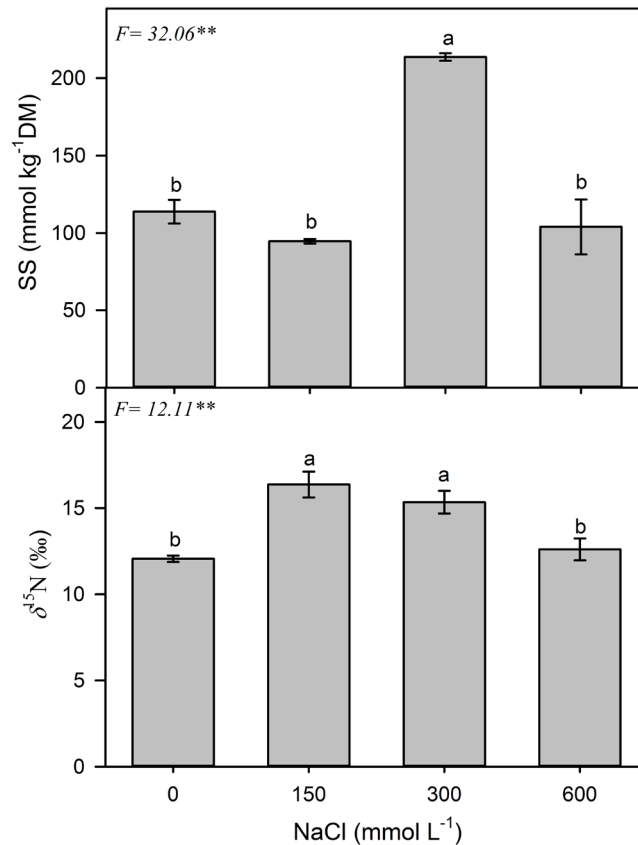 F= 32.06**
a
200
150
b
b
b
100
50
0
SS (mmol kg⁻¹DM)
F= 12.11**
20
a
a
15
b
b
10
5
0
δ¹⁵N (‰)
0 150 300 600
NaCl (mmol L⁻¹)